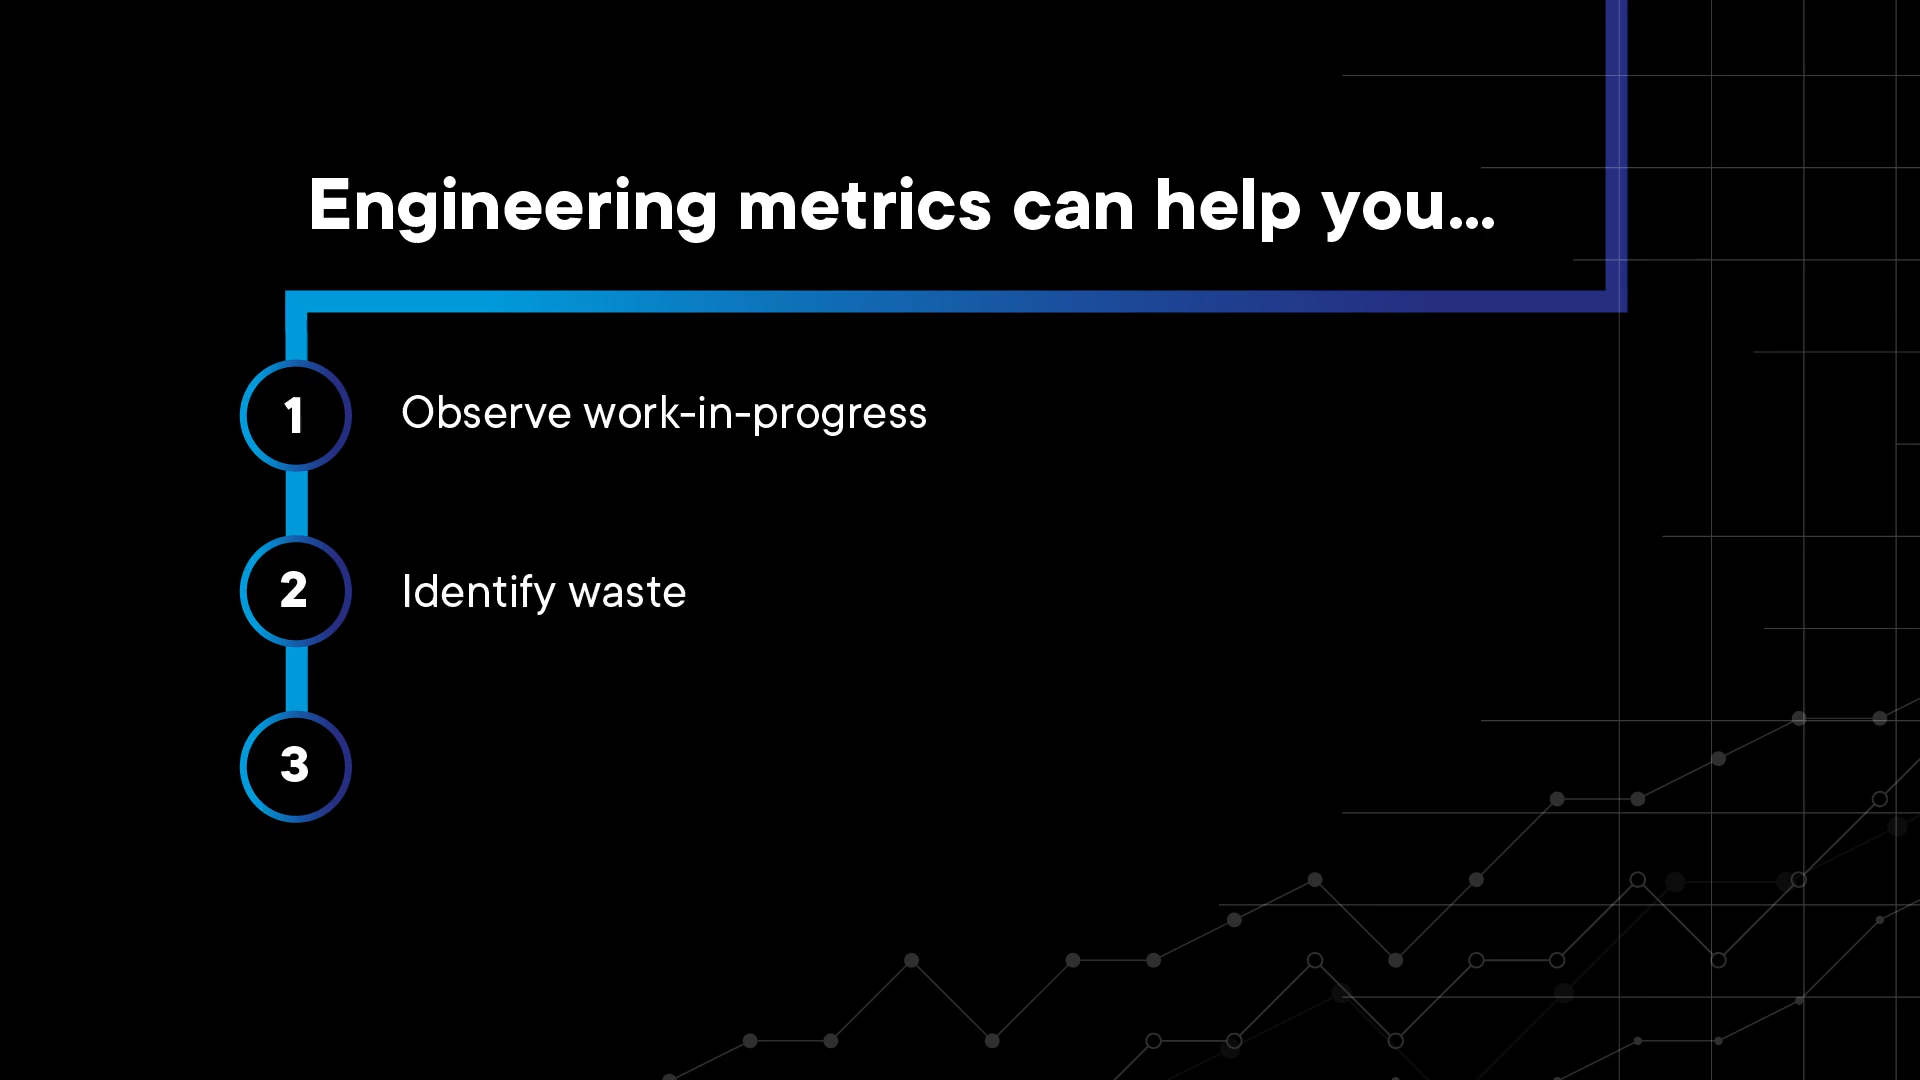 Engineering metrics can help you...
1
Observe work-in-progress
2
Identify waste
3